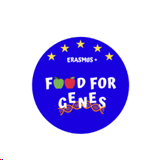 ERASMUS +
FOOD FOR
GENES